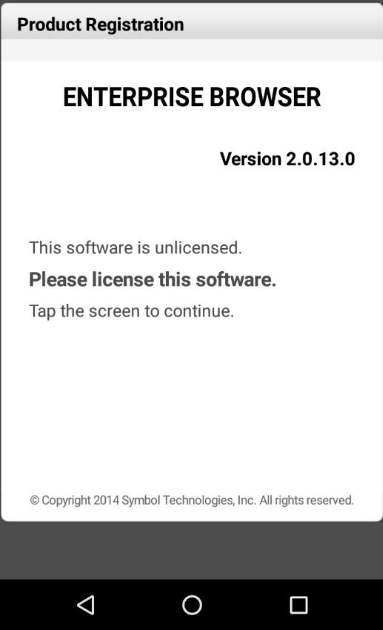 Product Registration
ENTERPRISE BROWSER
Version 2.0.13.0
This software is unlicensed.
Please license this software.
Tap the screen to continue.
© Copyright 2014 Symbol Technologies, Inc. All rights reserved.